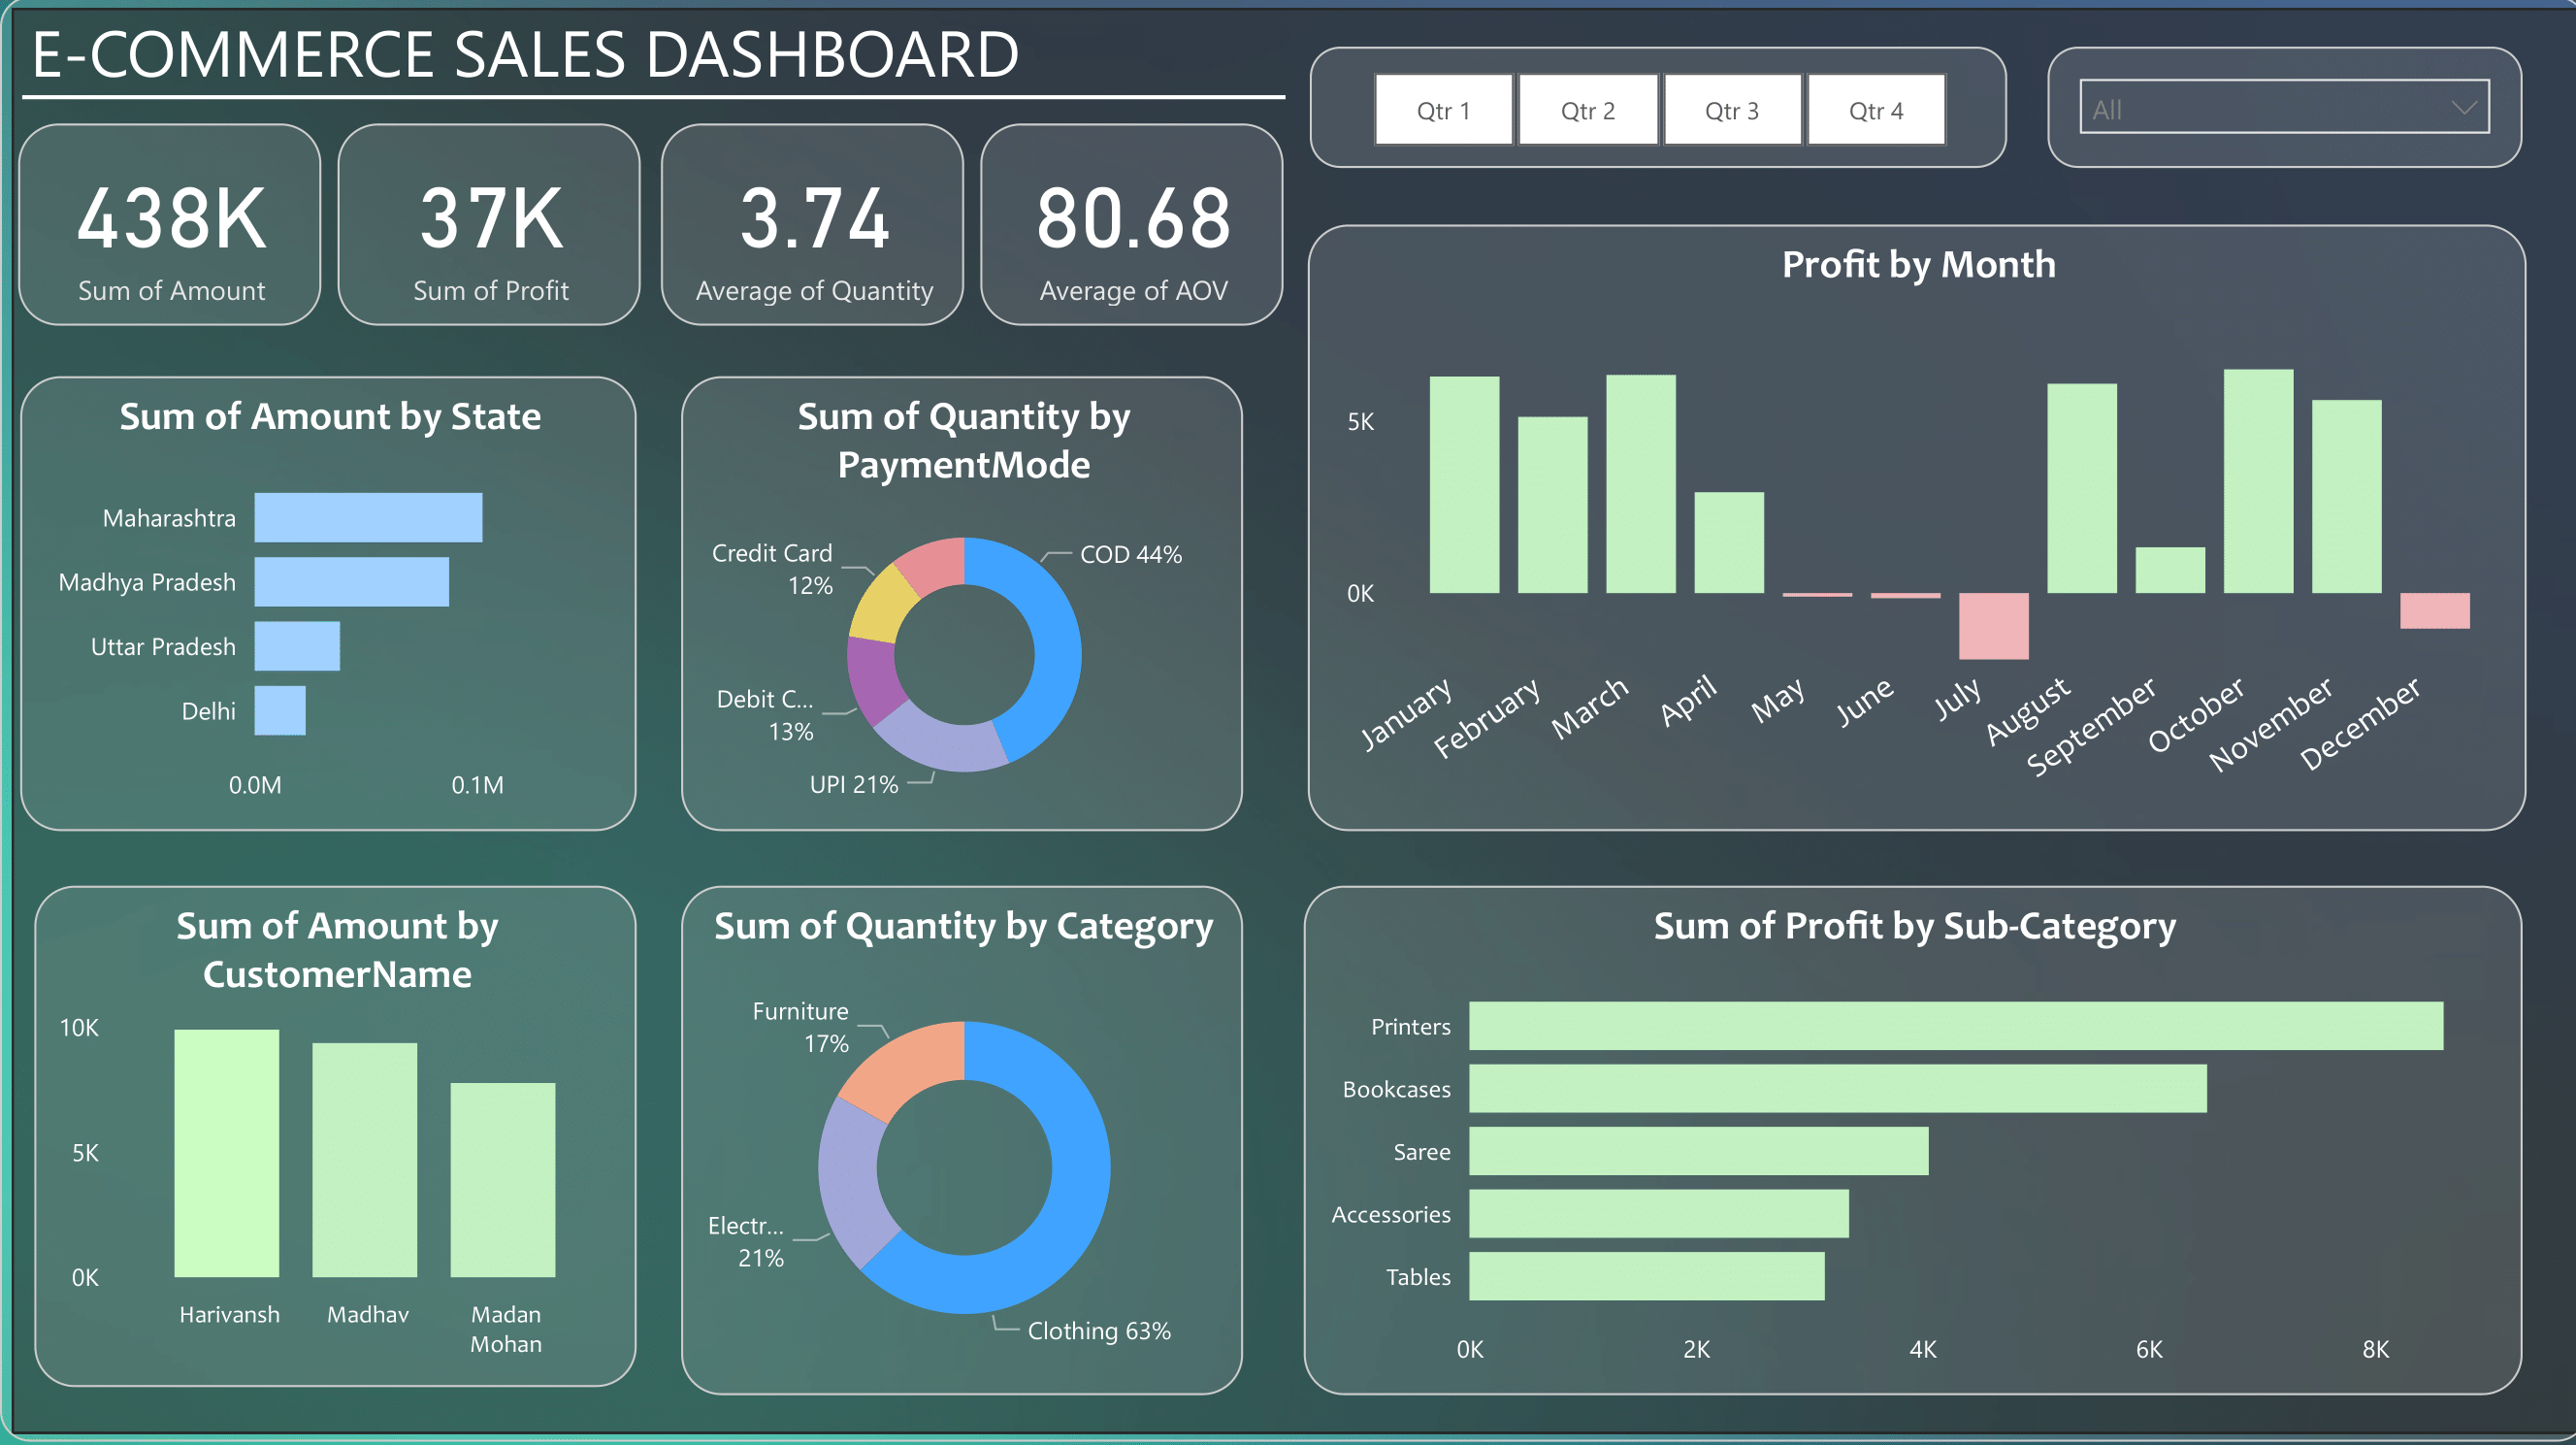 E-COMMERCE SALES DASHBOARD
Qtr 1
Qtr 2
Qtr 3
Qtr 4
All
438K
Sum of Amount
37K
Sum of Profit
3.74
Average of Quantity
80.68
Average of AOV
Sum of Amount by State
Maharashtra
Madhya Pradesh
Uttar Pradesh
Delhi
0.0M
0.1M
Sum of Quantity by
PaymentMode
Credit Card
12%
COD 44%
Debit C...
13%
UPI 21%
Profit by Month
5K
0K
January
February
March
April
May
June
July
August
September
October
November
December
Sum of Amount by
CustomerName
10K
5K
0K
Harivansh
Madhav
Madan
Mohan
Sum of Quantity by Category
Furniture
17%
Electr...
21%
Clothing 63%
Sum of Profit by Sub-Category
Printers
Bookcases
Saree
Accessories
Tables
0K
2K
4K
6K
8K